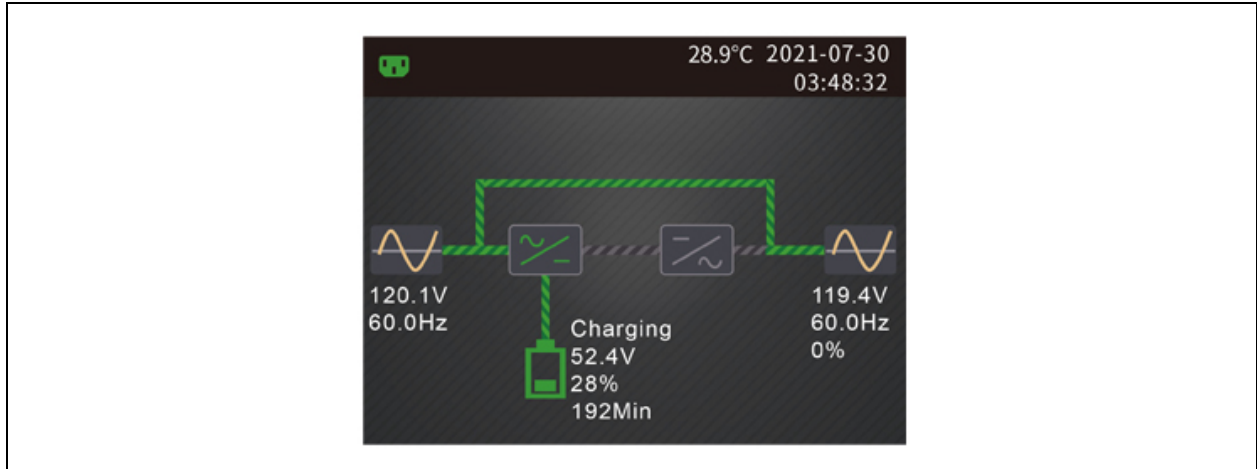 28.9°C 2021-07-30
03:48:32
120.1V
60.0Hz
Charging
52.4V
28%
192Min
119.4V
60.0Hz
0%